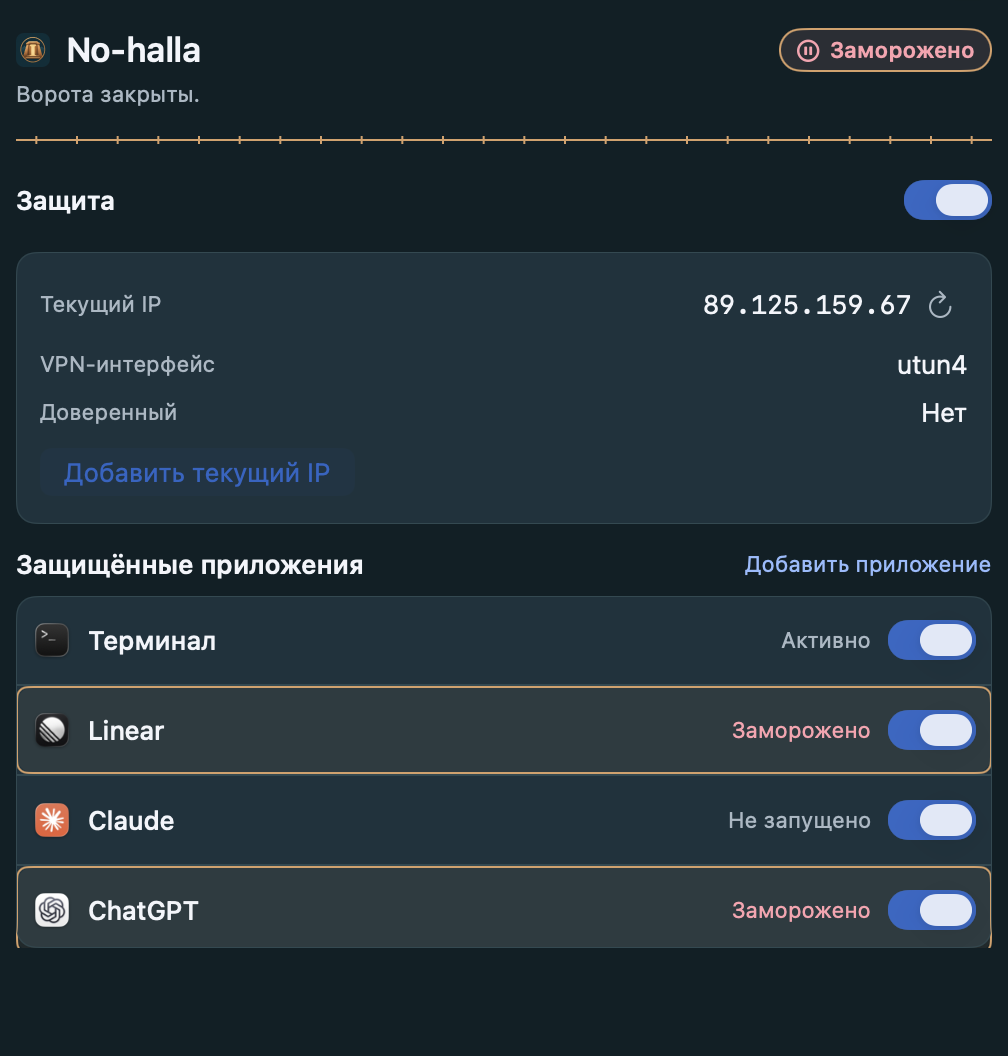 No-halla
Заморожено
Ворота закрыты.
Защита
Текущий IP 89.125.159.67
VPN-интерфейс utun4
Доверенный Нет
Добавить текущий IP
Защищённые приложения Добавить приложение
Терминал Активно
Linear Заморожено
Claude Не запущено
ChatGPT Заморожено